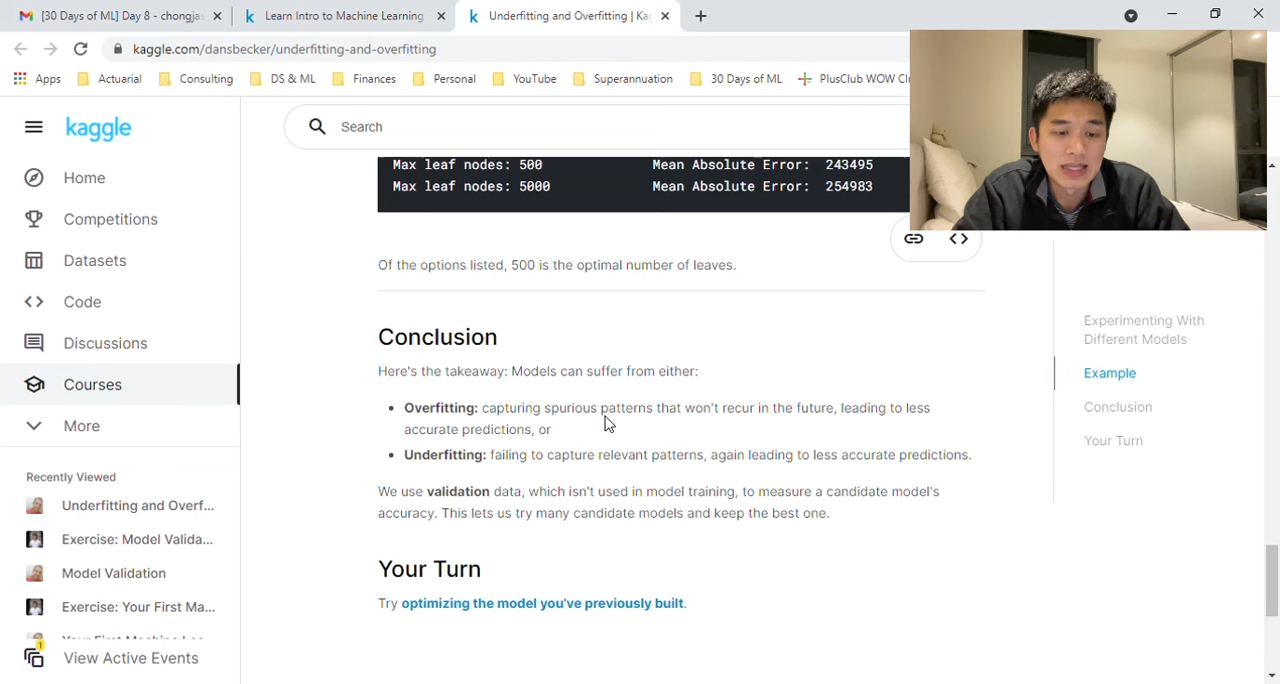 [30 Days of ML] Day 8 - chongjas
Learn Intro to Machine Learning
Underfitting and Overfitting | Ka
kaggle.com/dansbecker/underfitting-and-overfitting
Apps Actuarial Consulting DS & ML Finances Personal YouTube Superannuation 30 Days of ML PlusClub WOW Clu
kaggle
Search
Home
Competitions
Datasets
Code
Discussions
Courses
More
Recently Viewed
Underfitting and Overf...
Exercise: Model Valida...
Model Validation
Exercise: Your First Ma...
Your First Machine Lea...
1
View Active Events
Max leaf nodes: 500 Mean Absolute Error: 243495
Max leaf nodes: 5000 Mean Absolute Error: 254983
Of the options listed, 500 is the optimal number of leaves.
Conclusion
Here's the takeaway: Models can suffer from either:
• Overfitting: capturing spurious patterns that won't recur in the future, leading to less
accurate predictions, or
• Underfitting: failing to capture relevant patterns, again leading to less accurate predictions.
We use validation data, which isn't used in model training, to measure a candidate model's
accuracy. This lets us try many candidate models and keep the best one.
Your Turn
Try optimizing the model you've previously built.
Experimenting With
Different Models
Example
Conclusion
Your Turn